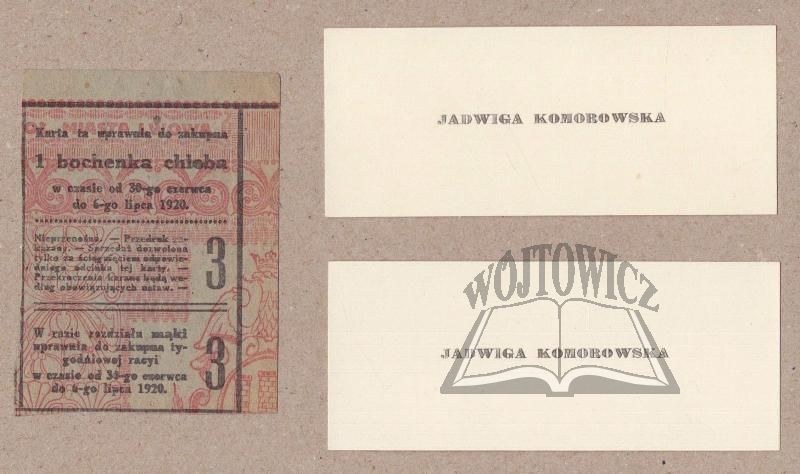 Karta ta uprawnia do zakupna
1 bochenka chleba
w czasie od 30-go czerwca
do 6-go lipca 1920.
Nieprzenośna. — Przedruk za-
kazany. — Sprzedaż dozwolona
tylko za ściągnięciem odpowie-
dniego odcinka tej karty. —
Przekroczenia karane będą we-
dług obowiązujących ustaw. —
3
W razie rozdziału mąki
uprawnia do zakupna ty-
godniowej racyi
w czasie od 30-go czerwca
do 6-go lipca 1920.
3
JADWIGA KOMOROWSKA
WÓJTOWICZ
JADWIGA KOMOROWSKA